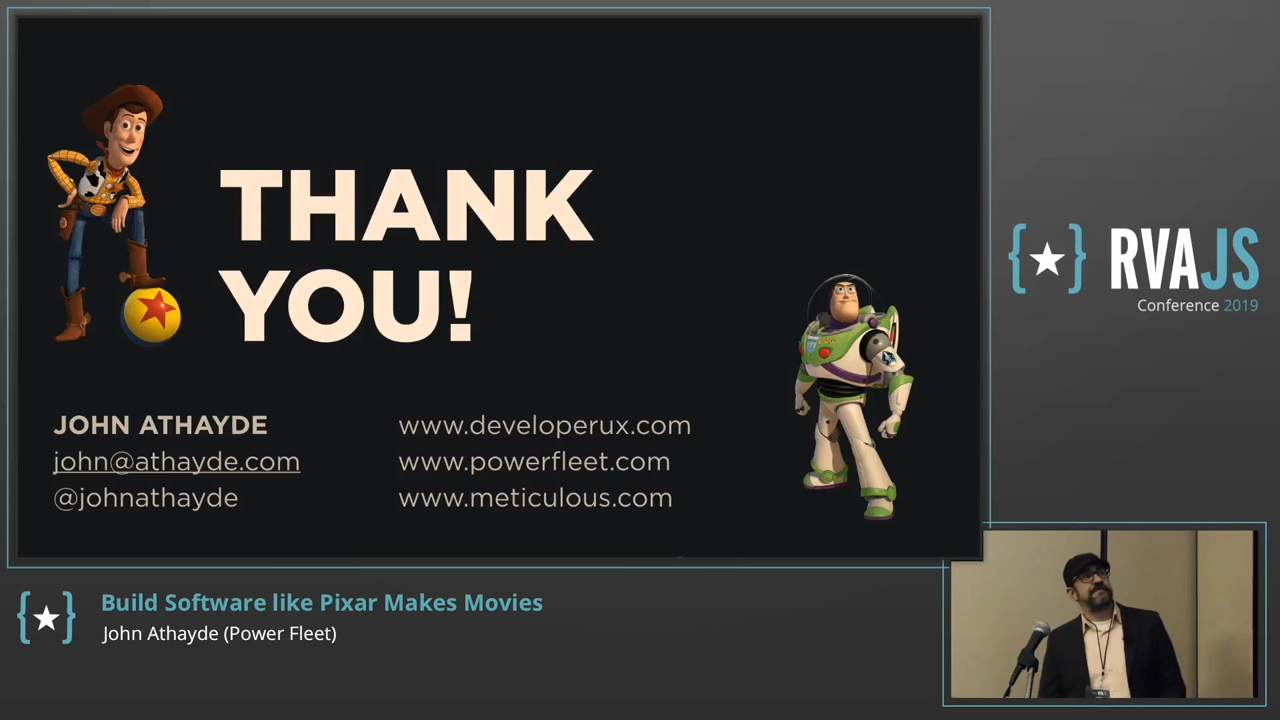 THANK
YOU!
JOHN ATHAYDE
john@athayde.com
@johnathayde
www.developerux.com
www.powerfleet.com
www.meticulous.com
{★} RVAJS
Conference 2019
{★} Build Software like Pixar Makes Movies
John Athayde (Power Fleet)